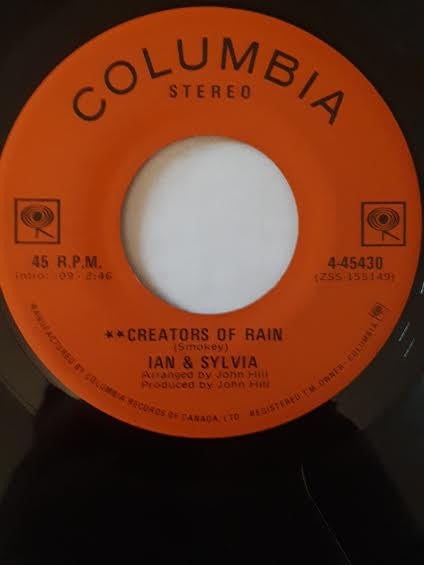 COLUMBIA
STEREO
45 R.P.M.
Intro: :09 - 2:46
4-45430
(ZSS 155149)
**CREATORS OF RAIN
(Smokey)
IAN & SYLVIA
Arranged by John Hill
Produced by John Hill
MANUFACTURED BY COLUMBIA RECORDS OF CANADA, LTD. REGISTERED T.M. OWNER-COLUMBIA